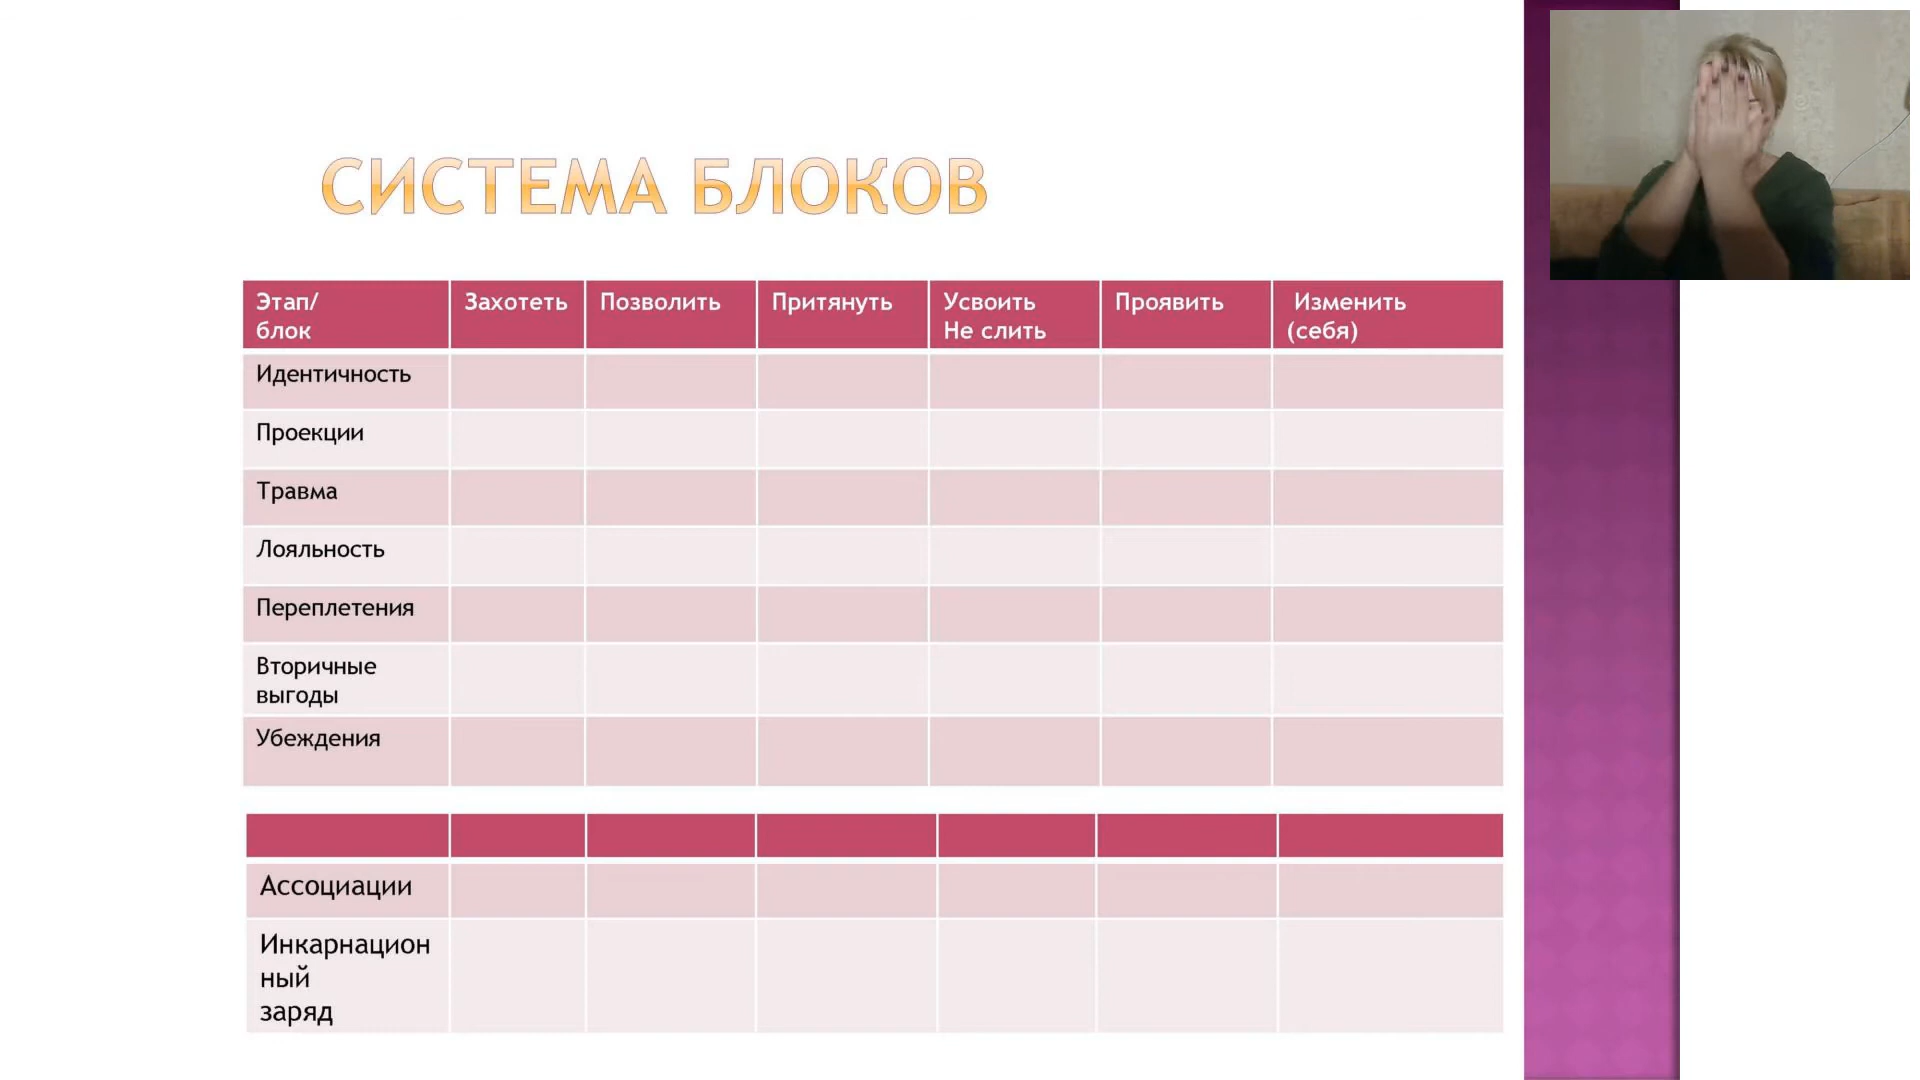 СИСТЕМА БЛОКОВ
Этап/ Захотеть Позволить Притянуть Усвоить Проявить Изменить
блок Не слить (себя)
Идентичность
Проекции
Травма
Лояльность
Переплетения
Вторичные
выгоды
Убеждения
Ассоциации
Инкарнацион
ный
заряд